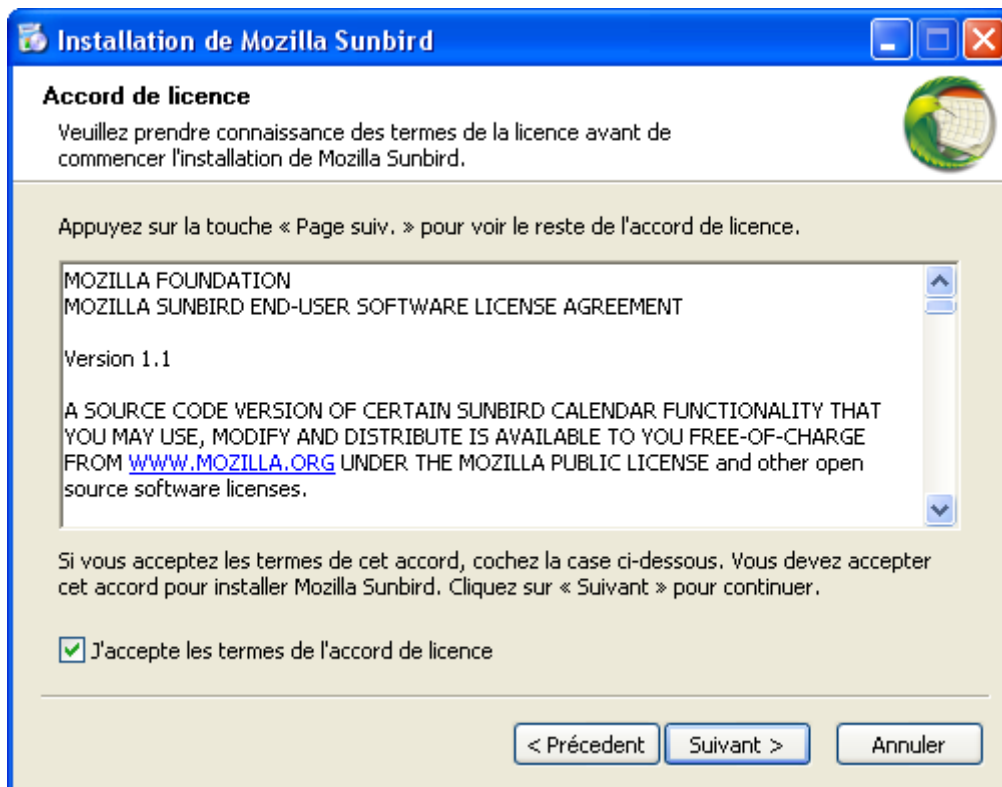 Installation de Mozilla Sunbird
Accord de licence
Veuillez prendre connaissance des termes de la licence avant de
commencer l'installation de Mozilla Sunbird.
Appuyez sur la touche « Page suiv. » pour voir le reste de l'accord de licence.
MOZILLA FOUNDATION
MOZILLA SUNBIRD END-USER SOFTWARE LICENSE AGREEMENT
Version 1.1
A SOURCE CODE VERSION OF CERTAIN SUNBIRD CALENDAR FUNCTIONALITY THAT
YOU MAY USE, MODIFY AND DISTRIBUTE IS AVAILABLE TO YOU FREE-OF-CHARGE
FROM WWW.MOZILLA.ORG UNDER THE MOZILLA PUBLIC LICENSE and other open
source software licenses.
Si vous acceptez les termes de cet accord, cochez la case ci-dessous. Vous devez accepter
cet accord pour installer Mozilla Sunbird. Cliquez sur « Suivant » pour continuer.
J'accepte les termes de l'accord de licence
< Précedent Suivant > Annuler